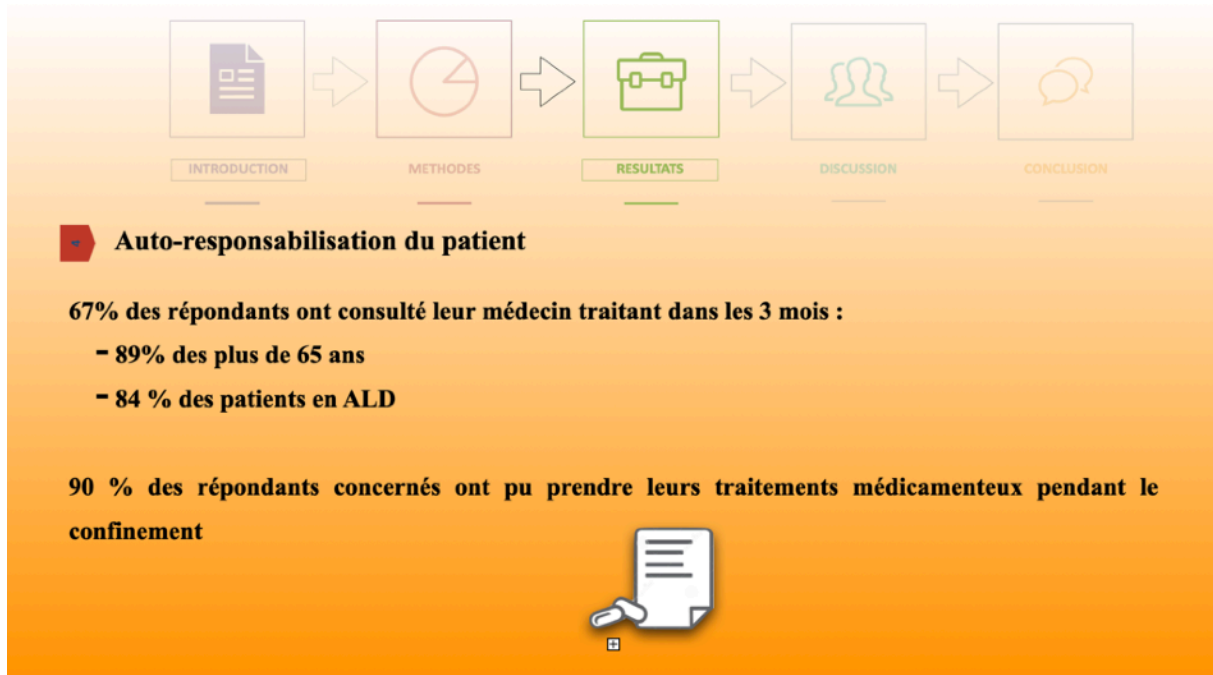 INTRODUCTION
METHODES
RESULTATS
DISCUSSION
CONCLUSION
Auto-responsabilisation du patient
67% des répondants ont consulté leur médecin traitant dans les 3 mois :
- 89% des plus de 65 ans
- 84 % des patients en ALD
90 % des répondants concernés ont pu prendre leurs traitements médicamenteux pendant le
confinement